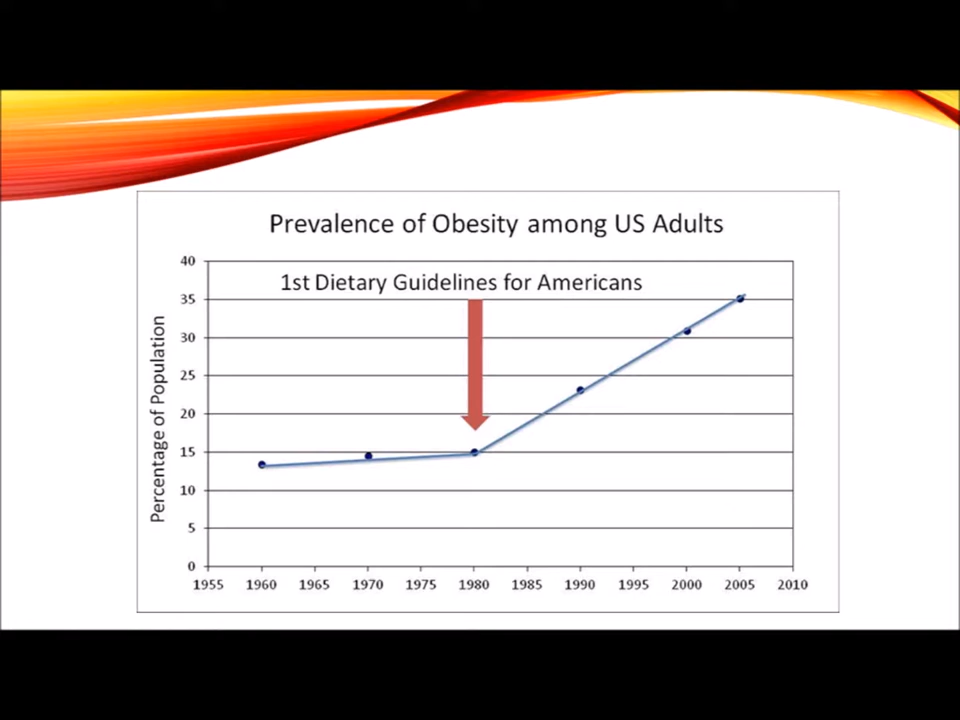 Prevalence of Obesity among US Adults
1st Dietary Guidelines for Americans
Percentage of Population
40
35
30
25
20
15
10
5
0
1955 1960 1965 1970 1975 1980 1985 1990 1995 2000 2005 2010